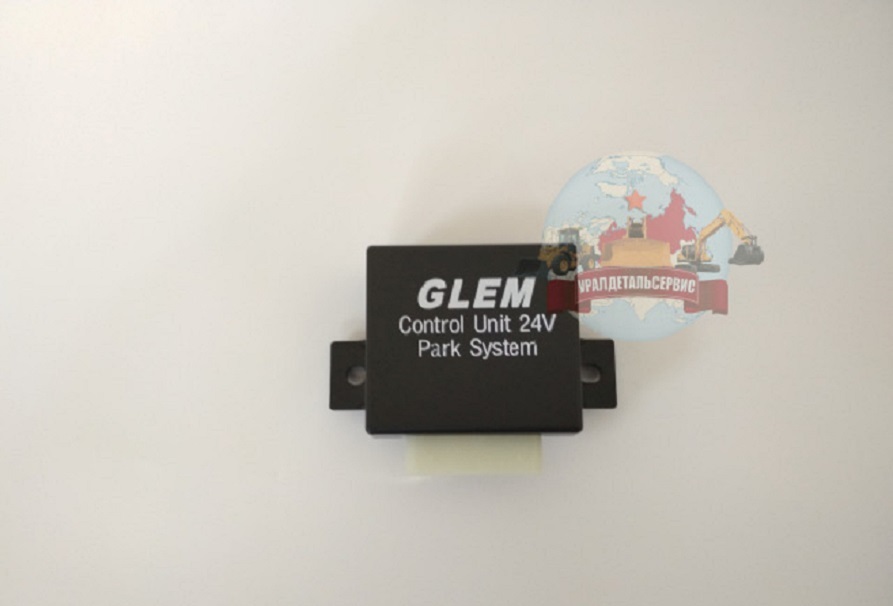 GLEM
Control Unit 24V
Park System
УРАЛДЕТАЛЬСЕРВИС